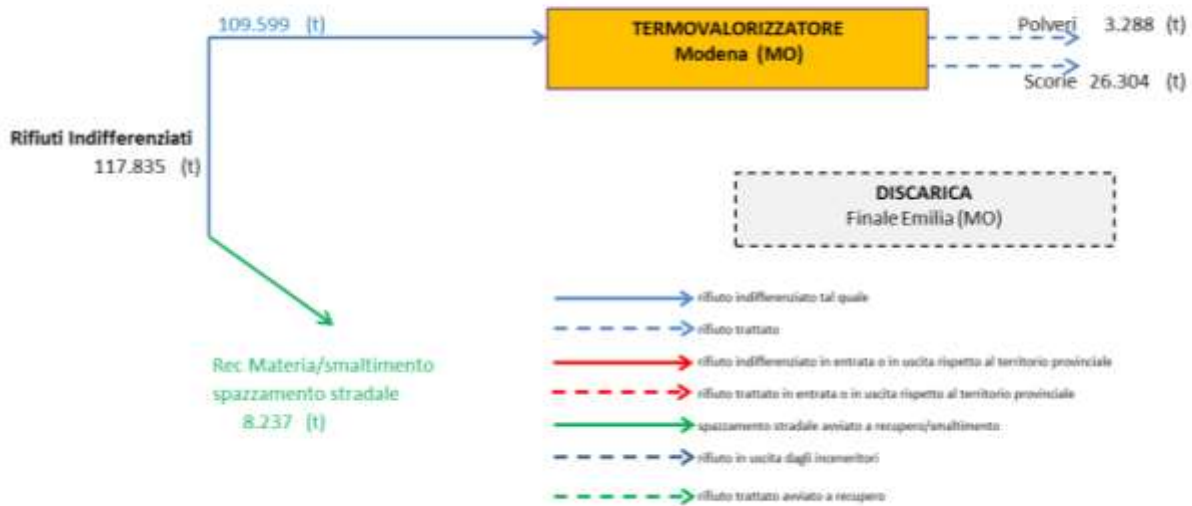 109.599 (t)
TERMOVALORIZZATORE
Modena (MO)
Polveri 3.288 (t)
Scorie 26.304 (t)
Rifiuti Indifferenziati
117.835 (t)
DISCARICA
Finale Emilia (MO)
Rec Materia/smaltimento
spazzamento stradale
8.237 (t)
rifiuto indifferenziato tal quale
rifiuto trattato
rifiuto indifferenziato in entrata o in uscita rispetto al territorio provinciale
rifiuto trattato in entrata o in uscita rispetto al territorio provinciale
spazzamento stradale avviato a recupero/smaltimento
rifiuto in uscita dagli inceneritori
rifiuto trattato avviato a recupero